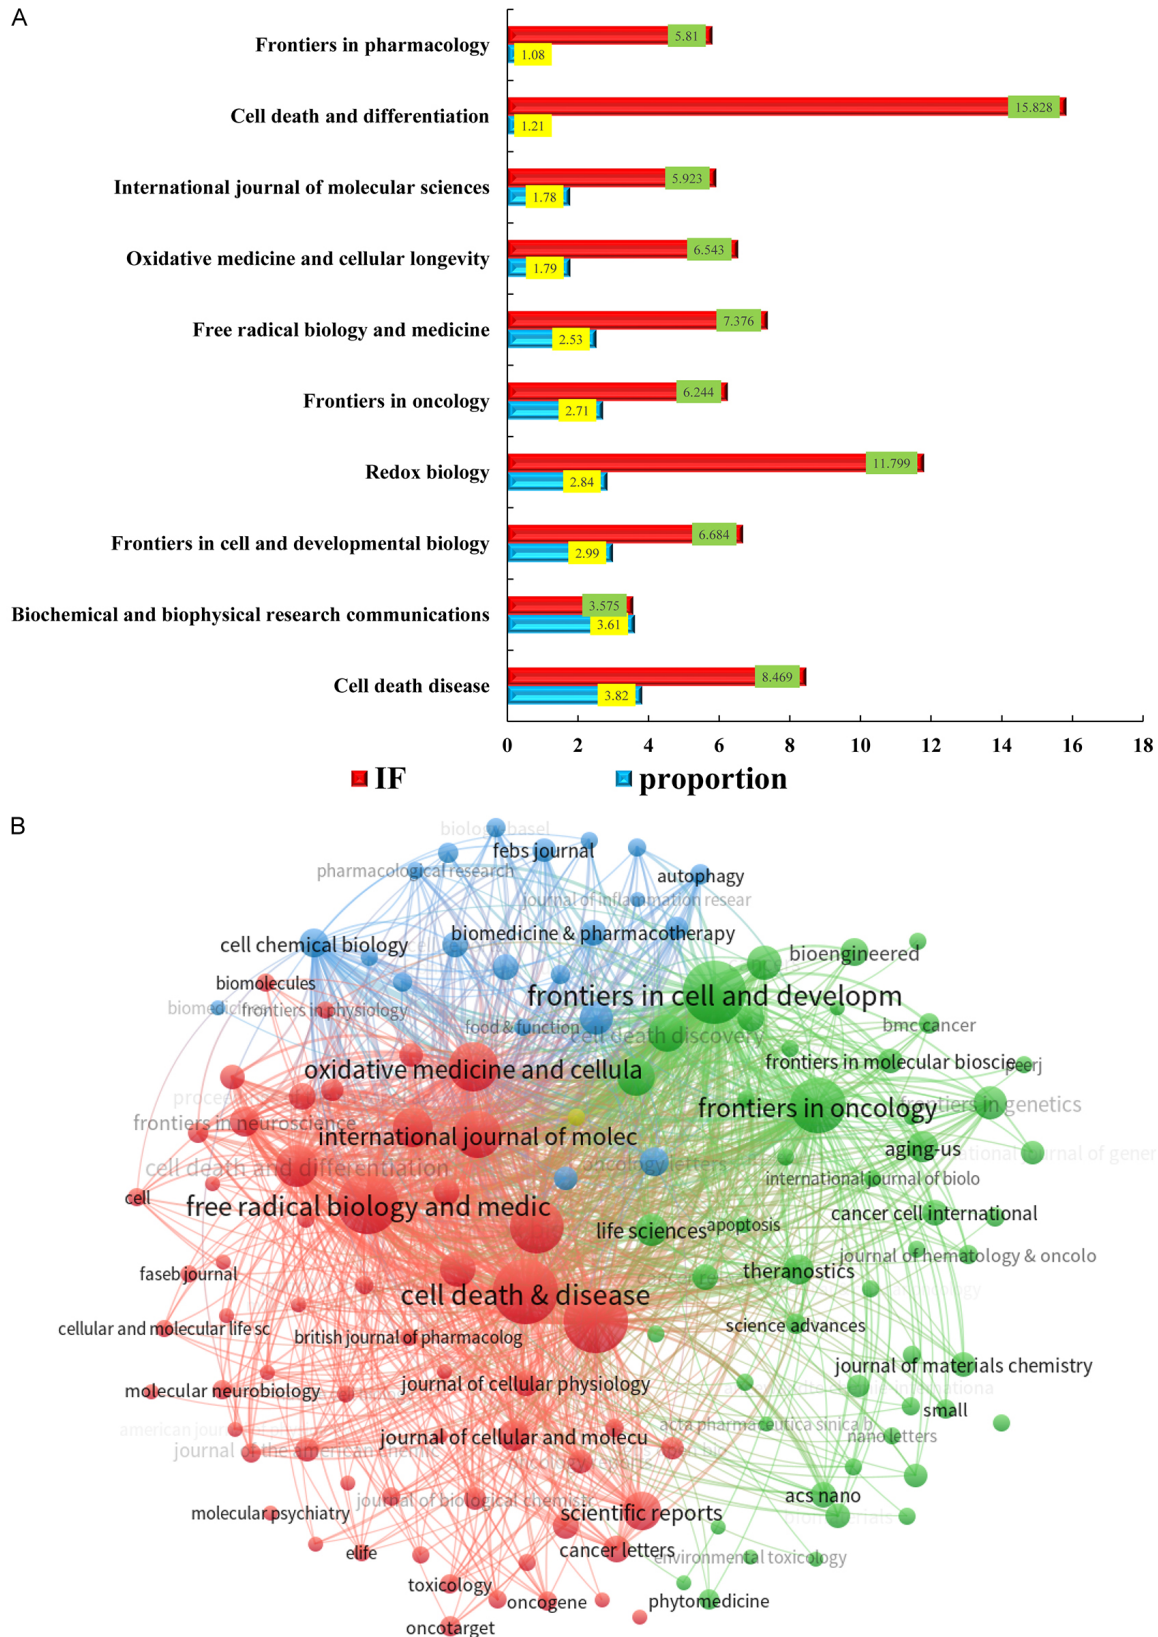 A
Frontiers in pharmacology
5.81
1.08
Cell death and differentiation
15.828
1.21
International journal of molecular sciences
5.923
1.78
Oxidative medicine and cellular longevity
6.543
1.79
Free radical biology and medicine
7.376
2.53
Frontiers in oncology
6.244
2.71
Redox biology
11.799
2.84
Frontiers in cell and developmental biology
6.684
2.99
Biochemical and biophysical research communications
3.575
3.61
Cell death disease
8.469
3.82
0 2 4 6 8 10 12 14 16 18
IF proportion
B
febs journal
pharmacological research
autophagy
journal of inflammation resear
biomedicine & pharmacotherapy
cell chemical biology
bioengineered
biomolecules
frontiers in cell and developm
frontiers in physiology
food & function
bmc cancer
cell death discovery
frontiers in molecular bioscie
peerj
oxidative medicine and cellula
frontiers in oncology
frontiers in genetics
frontiers in neuroscience
international journal of molec
aging-us
cell death and differentiation
oncology letters
international journal of biolo
cell
free radical biology and medic
cancer cell international
life sciences
apoptosis
journal of hematology & oncolo
faseb journal
theranostics
cell death & disease
cellular and molecular life sc
british journal of pharmacolog
science advances
journal of materials chemistry
molecular neurobiology
journal of cellular physiology
small
acta pharmaceutica sinica b
journal of cellular and molecu
nano letters
acs nano
journal of biological chemistr
molecular psychiatry
scientific reports
elife
cancer letters
environmental toxicology
toxicology
oncogene
phytomedicine
oncotarget